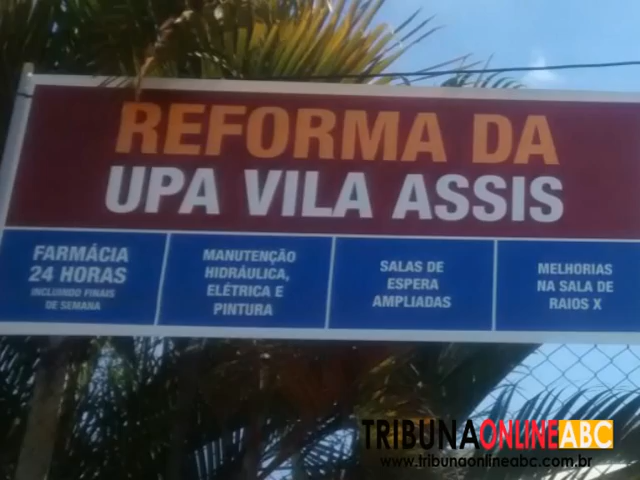 REFORMA DA
UPA VILA ASSIS
FARMÁCIA
24 HORAS
INCLUINDO FINAIS
DE SEMANA
MANUTENÇÃO
HIDRÁULICA,
ELÉTRICA E
PINTURA
SALAS DE
ESPERA
AMPLIADAS
MELHORIAS
NA SALA DE
RAIOS X
TRIBUNAONLINEABC
www.tribunaonlineabc.com.br